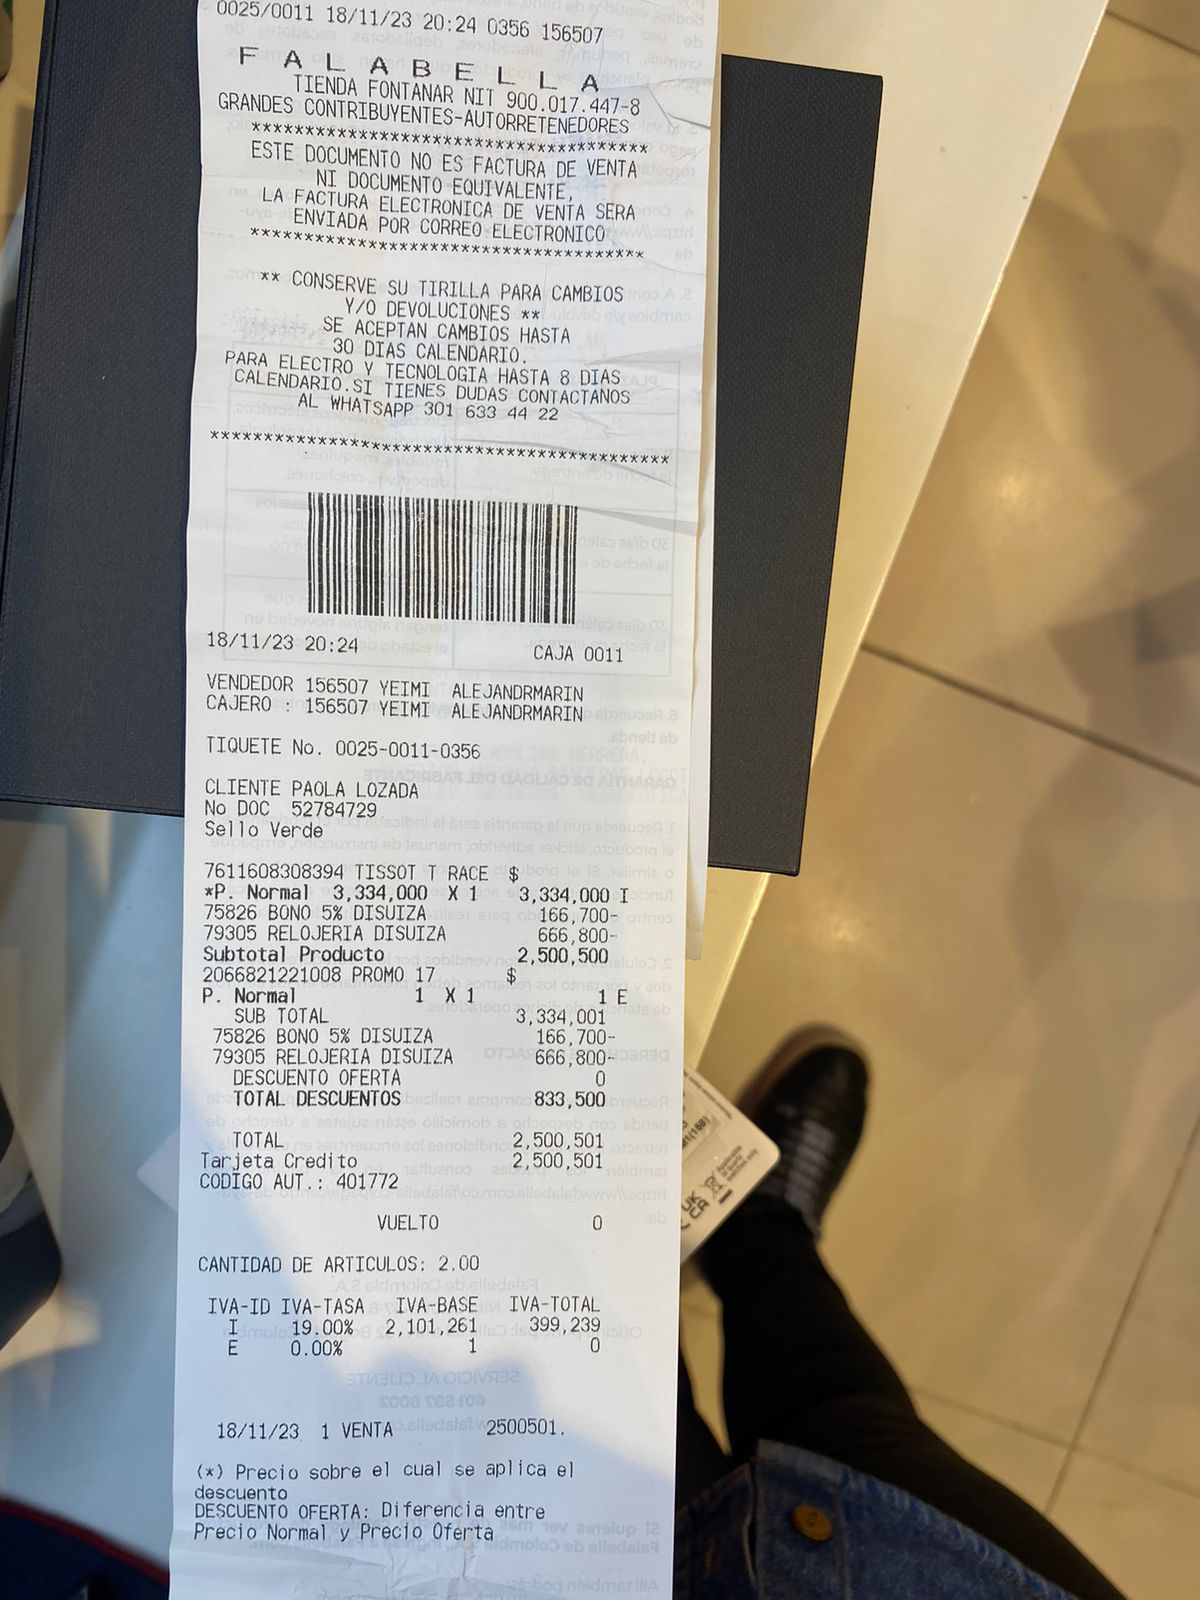 0025/0011 18/11/23 20:24 0356 156507
FALABELLA
TIENDA FONTANAR NIT 900.017.447-8
GRANDES CONTRIBUYENTES-AUTORRETENEDORES
*************************************
ESTE DOCUMENTO NO ES FACTURA DE VENTA
NI DOCUMENTO EQUIVALENTE,
LA FACTURA ELECTRONICA DE VENTA SERA
ENVIADA POR CORREO ELECTRONICO
*************************************
** CONSERVE SU TIRILLA PARA CAMBIOS
Y/O DEVOLUCIONES **
SE ACEPTAN CAMBIOS HASTA
30 DIAS CALENDARIO.
PARA ELECTRO Y TECNOLOGIA HASTA 8 DIAS
CALENDARIO.SI TIENES DUDAS CONTACTANOS
AL WHATSAPP 301 633 44 22
******************************************
18/11/23 20:24 CAJA 0011
VENDEDOR 156507 YEIMI ALEJANDRMARIN
CAJERO : 156507 YEIMI ALEJANDRMARIN
TIQUETE No. 0025-0011-0356
CLIENTE PAOLA LOZADA
No DOC 52784729
Sello Verde
7611608308394 TISSOT T RACE $
*P. Normal 3,334,000 X 1 3,334,000 I
75826 BONO 5% DISUIZA 166,700-
79305 RELOJERIA DISUIZA 666,800-
Subtotal Producto 2,500,500
2066821221008 PROMO 17 $
P. Normal 1 X 1 1 E
SUB TOTAL 3,334,001
75826 BONO 5% DISUIZA 166,700-
79305 RELOJERIA DISUIZA 666,800-
DESCUENTO OFERTA 0
TOTAL DESCUENTOS 833,500
TOTAL 2,500,501
Tarjeta Credito 2,500,501
CODIGO AUT.: 401772
VUELTO 0
CANTIDAD DE ARTICULOS: 2.00
IVA-ID IVA-TASA IVA-BASE IVA-TOTAL
I 19.00% 2,101,261 399,239
E 0.00% 1 0
18/11/23 1 VENTA 2500501.
(*) Precio sobre el cual se aplica el
descuento
DESCUENTO OFERTA: Diferencia entre
Precio Normal y Precio Oferta
UK
CA